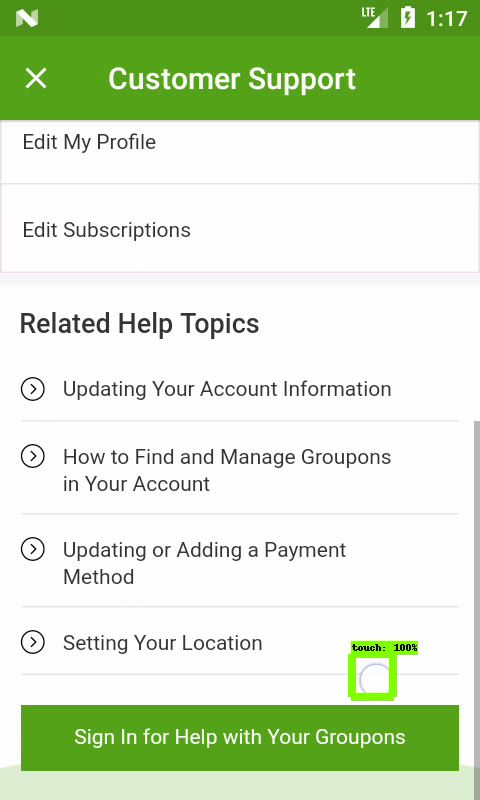 LTE 1:17
Customer Support
Edit My Profile
Edit Subscriptions
Related Help Topics
Updating Your Account Information
How to Find and Manage Groupons
in Your Account
Updating or Adding a Payment
Method
Setting Your Location
touch: 100%
Sign In for Help with Your Groupons